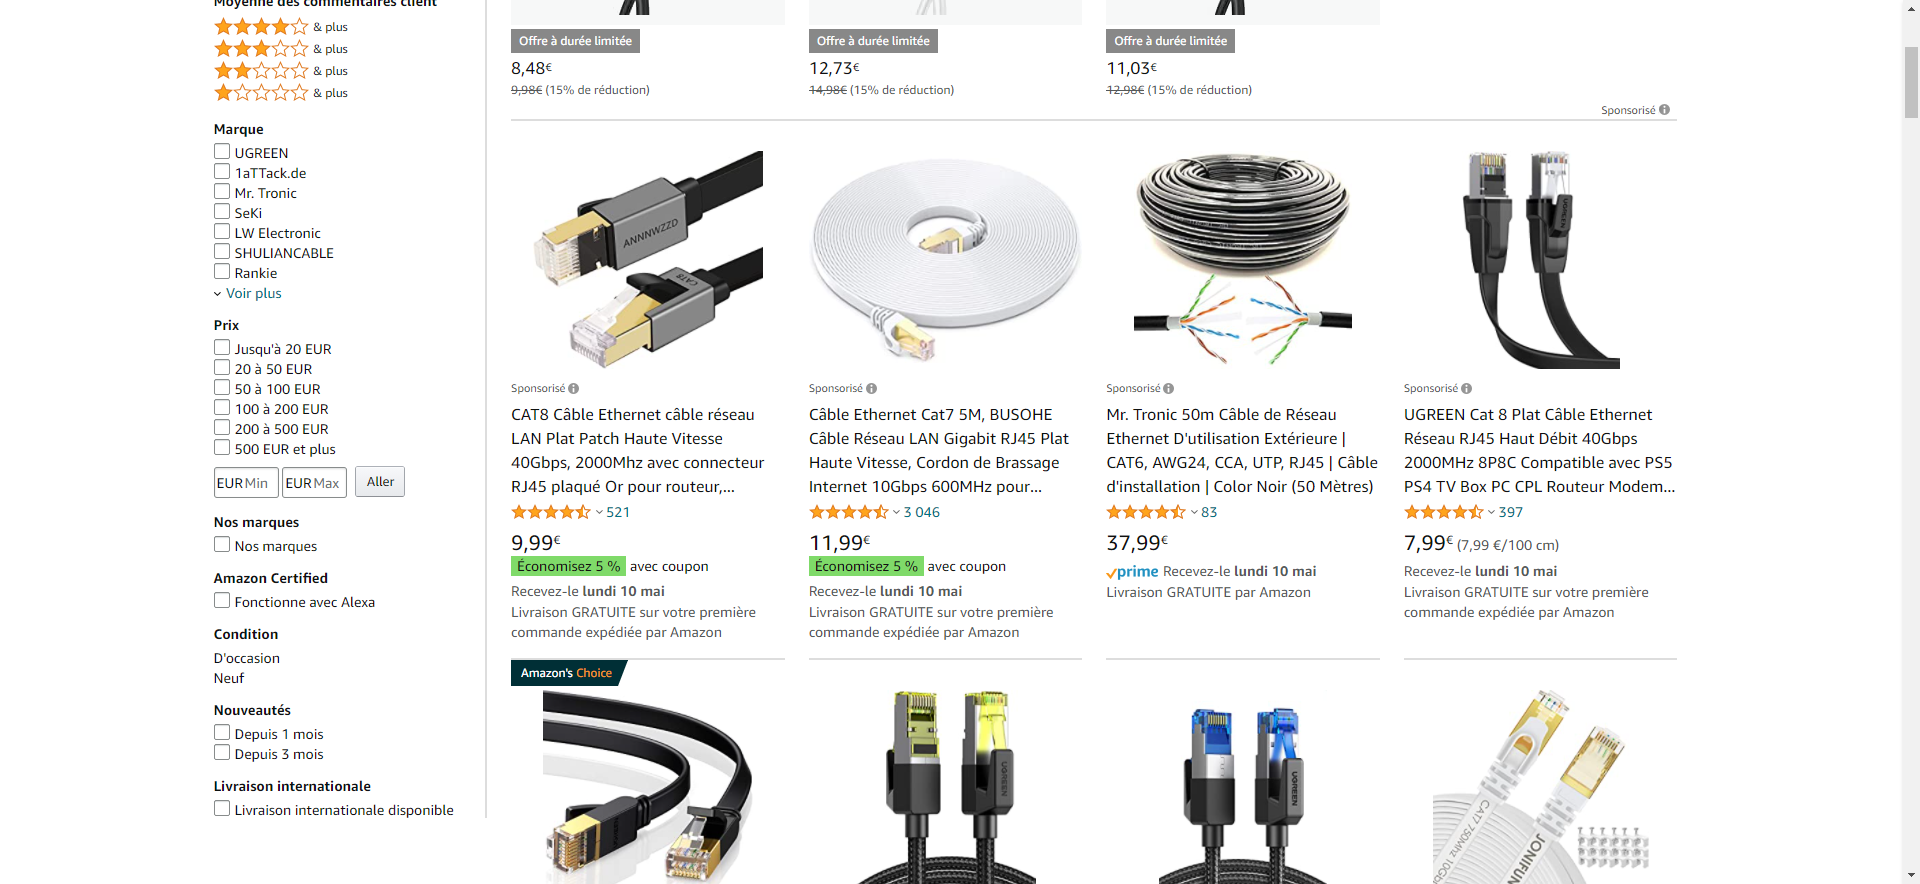 Moyenne des commentaires client
& plus
& plus
& plus
& plus
Marque
UGREEN
1aTTack.de
Mr. Tronic
SeKi
LW Electronic
SHULIANCABLE
Rankie
Voir plus
Prix
Jusqu'à 20 EUR
20 à 50 EUR
50 à 100 EUR
100 à 200 EUR
200 à 500 EUR
500 EUR et plus
EUR Min EUR Max Aller
Nos marques
Nos marques
Amazon Certified
Fonctionne avec Alexa
Condition
D'occasion
Neuf
Nouveautés
Depuis 1 mois
Depuis 3 mois
Livraison internationale
Livraison internationale disponible
Offre à durée limitée
8,48€
9,98€ (15% de réduction)
Offre à durée limitée
12,73€
14,98€ (15% de réduction)
Offre à durée limitée
11,03€
12,98€ (15% de réduction)
Sponsorisé
ANNNWZZD
CAT8
Sponsorisé
CAT8 Câble Ethernet câble réseau
LAN Plat Patch Haute Vitesse
40Gbps, 2000Mhz avec connecteur
RJ45 plaqué Or pour routeur,...
521
9,99€
Économisez 5 % avec coupon
Recevez-le lundi 10 mai
Livraison GRATUITE sur votre première
commande expédiée par Amazon
Sponsorisé
Câble Ethernet Cat7 5M, BUSOHE
Câble Réseau LAN Gigabit RJ45 Plat
Haute Vitesse, Cordon de Brassage
Internet 10Gbps 600MHz pour...
3 046
11,99€
Économisez 5 % avec coupon
Recevez-le lundi 10 mai
Livraison GRATUITE sur votre première
commande expédiée par Amazon
Sponsorisé
Mr. Tronic 50m Câble de Réseau
Ethernet D'utilisation Extérieure |
CAT6, AWG24, CCA, UTP, RJ45 | Câble
d'installation | Color Noir (50 Mètres)
83
37,99€
prime Recevez-le lundi 10 mai
Livraison GRATUITE par Amazon
UGREEN
Sponsorisé
UGREEN Cat 8 Plat Câble Ethernet
Réseau RJ45 Haut Débit 40Gbps
2000MHz 8P8C Compatible avec PS5
PS4 TV Box PC CPL Routeur Modem...
397
7,99€ (7,99 €/100 cm)
Recevez-le lundi 10 mai
Livraison GRATUITE sur votre première
commande expédiée par Amazon
Amazon's Choice
UGREEN
UGREEN
CAT7 750Mhz 10Gb
JONIFUN